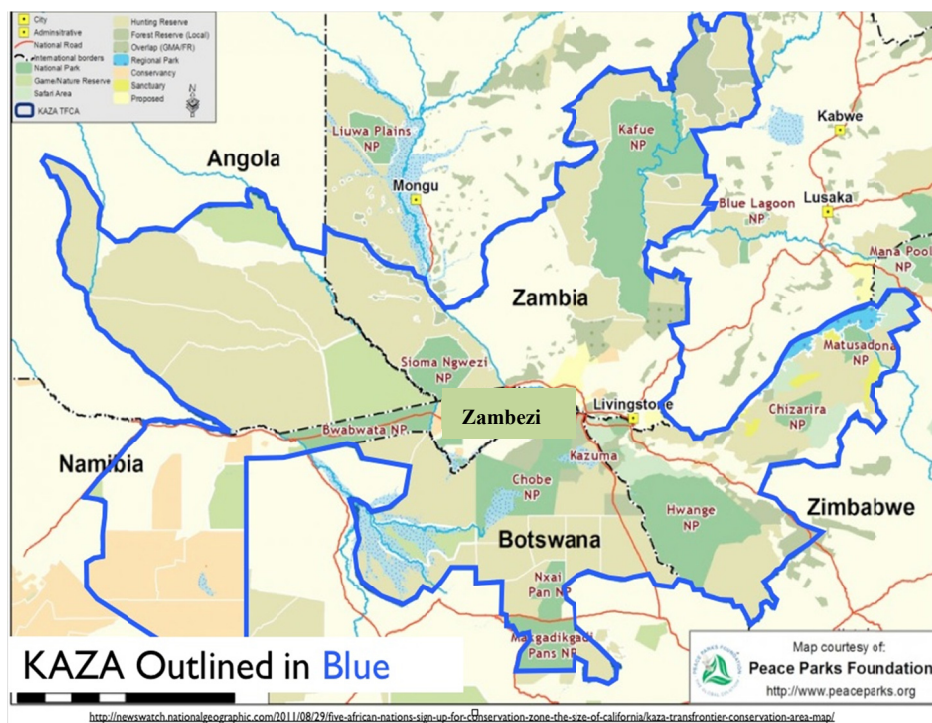 City
Adminsitrative
National Road
International borders
National Park
Game/Nature Reserve
Safari Area
KAZA TFCA
Hunting Reserve
Forest Reserve (Local)
Overlap (GMA/FR)
Regional Park
Conservancy
Sanctuary
Proposed
N
Liuwa Plains
NP
Kafue
NP
Kabwe
Angola
Mongu
Blue Lagoon
NP
Lusaka
Mana Pool
NP
Zambia
Matusadona
NP
Sioma Ngwezi
NP
Zambezi
Livingstone
Chizarira
NP
Bwabwata NP
Namibia
Kazuma
Chobe
NP
Hwange
NP
Zimbabwe
Botswana
Nxai
Pan NP
Makgadikgadi
Pans NP
KAZA Outlined in Blue
Map courtesy of:
Peace Parks Foundation
http://www.peaceparks.org
http://newswatch.nationalgeographic.com/2011/08/29/five-african-nations-sign-up-for-conservation-zone-the-sze-of-california/kaza-transfrontier-conservation-area-map/